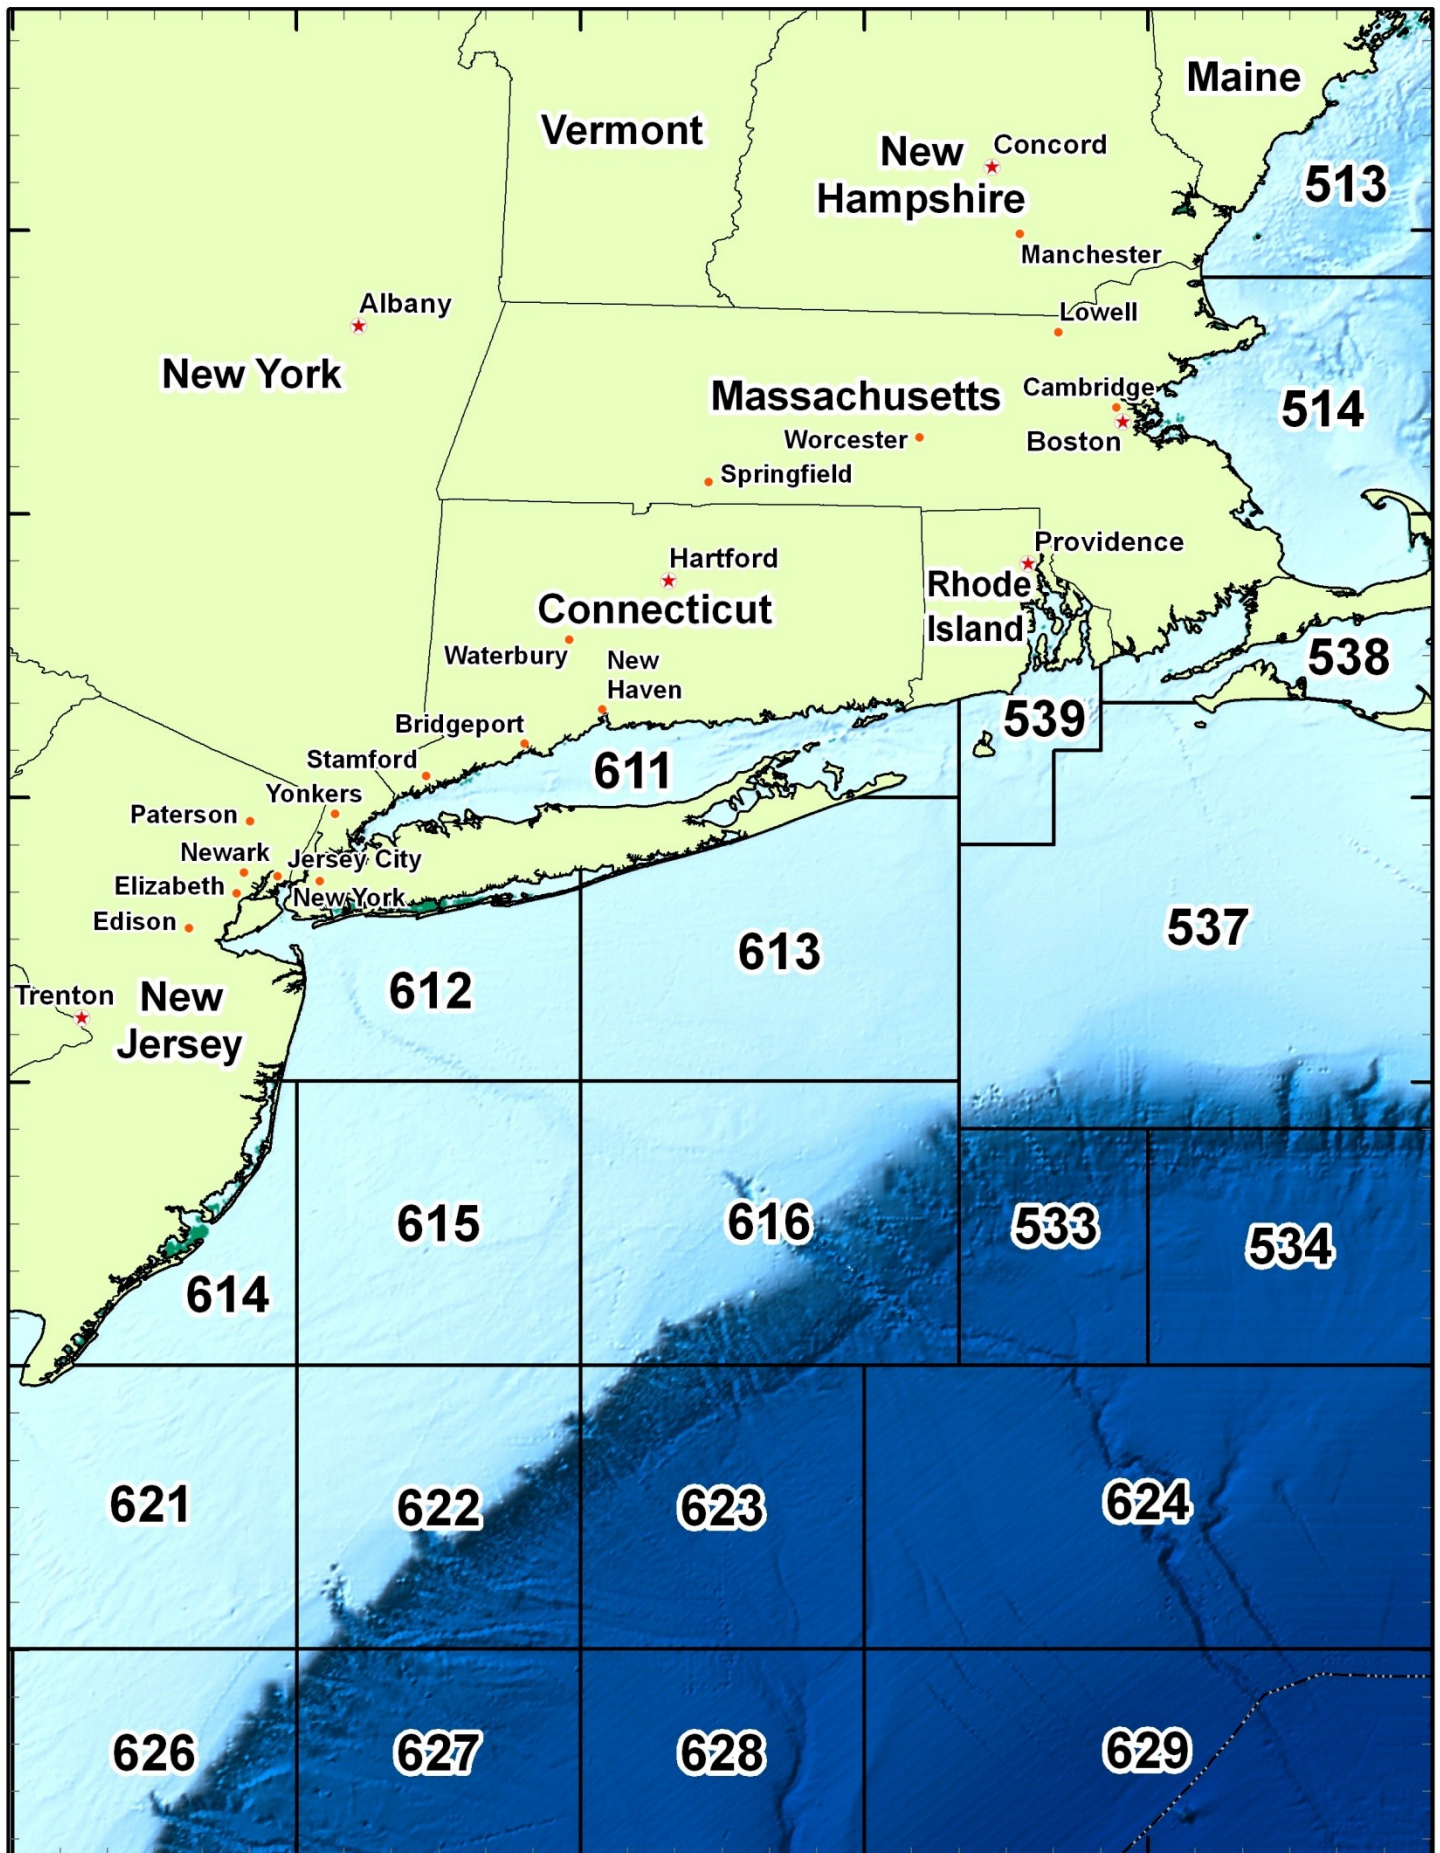 Maine
Vermont
New
Hampshire
Concord
513
Manchester
Albany
Lowell
New York
Massachusetts
Cambridge
514
Worcester
Boston
Springfield
Providence
Hartford
Rhode
Island
Connecticut
Waterbury
New
Haven
538
539
Bridgeport
Stamford
611
Yonkers
Paterson
Newark
Jersey City
Elizabeth
New York
Edison
537
613
612
Trenton
New
Jersey
615
616
533
534
614
621
622
623
624
626
627
628
629